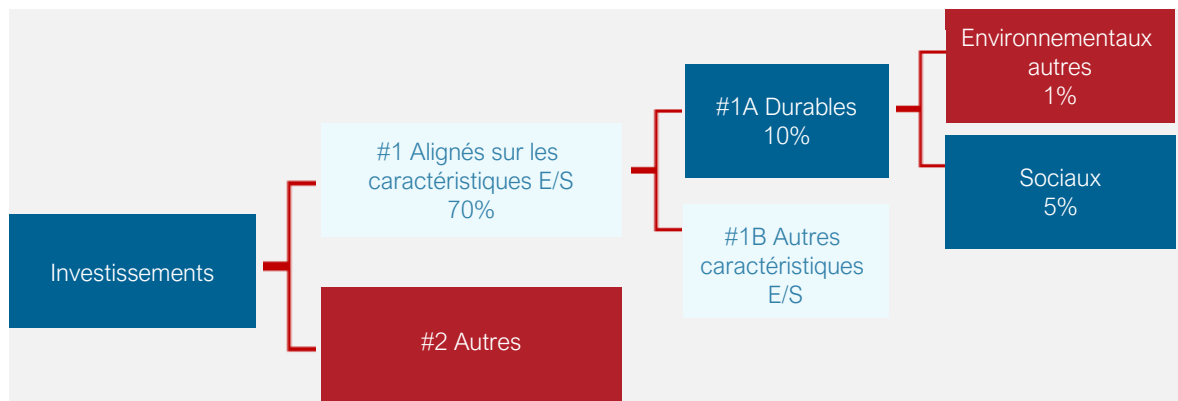 Investissements
#1 Alignés sur les
caractéristiques E/S
70%
#2 Autres
#1A Durables
10%
#1B Autres
caractéristiques
E/S
Environnementaux
autres
1%
Sociaux
5%